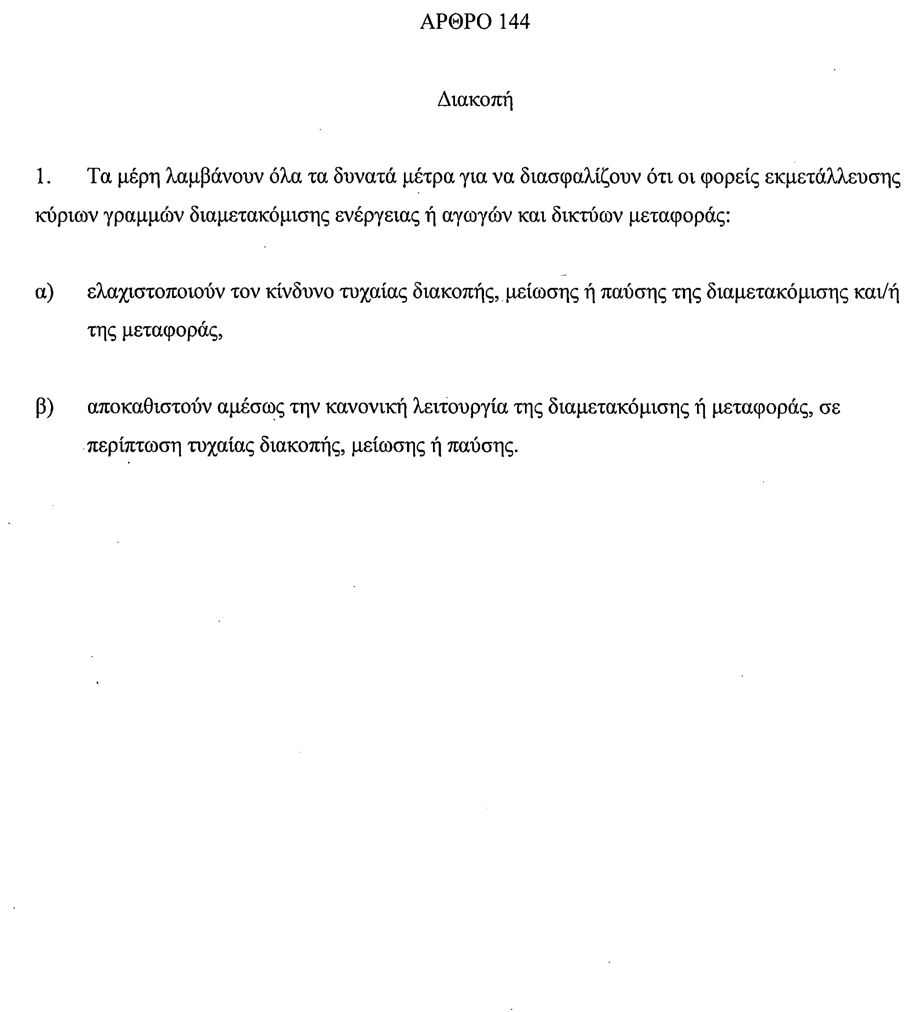 ΑΡΘΡΟ 144
Διακοπή
1. Τα μέρη λαμβάνουν όλα τα δυνατά μέτρα για να διασφαλίζουν ότι οι φορείς εκμετάλλευσης
κύριων γραμμών διαμετακόμισης ενέργειας ή αγωγών και δικτύων μεταφοράς:
α) ελαχιστοποιούν τον κίνδυνο τυχαίας διακοπής, μείωσης ή παύσης της διαμετακόμισης και/ή
της μεταφοράς,
β) αποκαθιστούν αμέσως την κανονική λειτουργία της διαμετακόμισης ή μεταφοράς, σε
περίπτωση τυχαίας διακοπής, μείωσης ή παύσης.